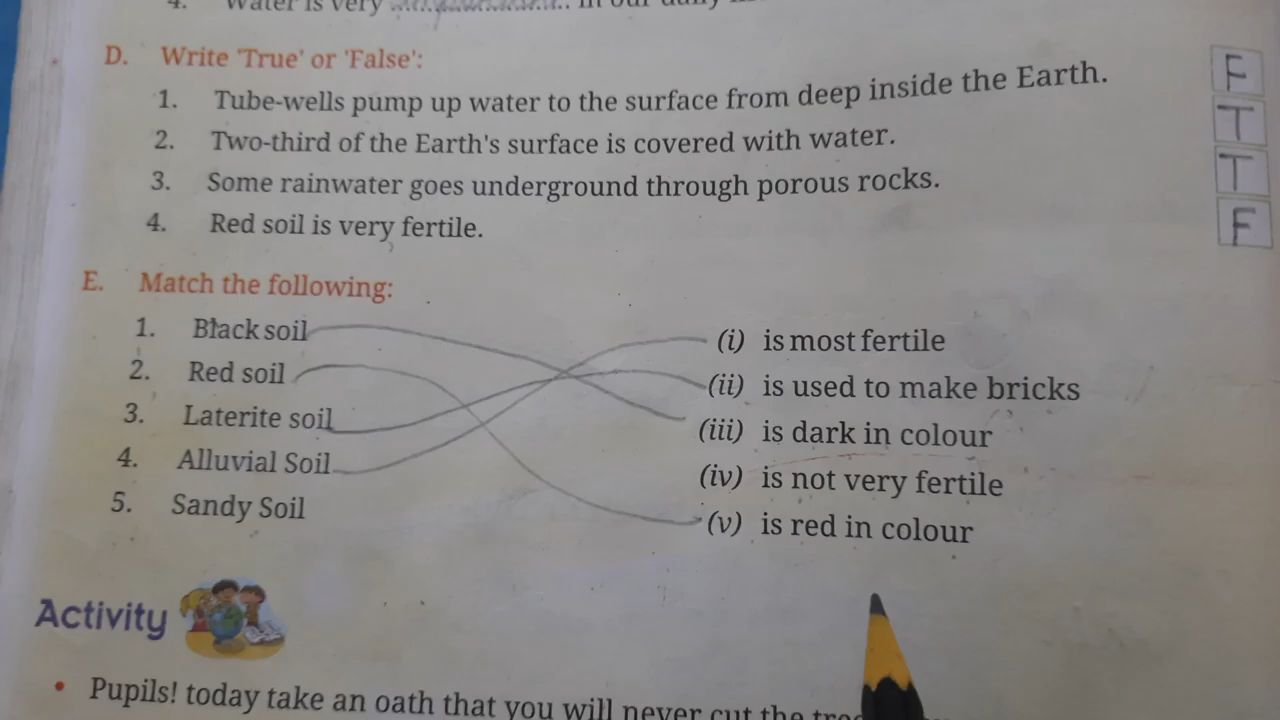 4. Water is very
D. Write 'True' or 'False':
1. Tube-wells pump up water to the surface from deep inside the Earth. F
2. Two-third of the Earth's surface is covered with water. T
3. Some rainwater goes underground through porous rocks. T
4. Red soil is very fertile. F
E. Match the following:
1. Black soil (i) is most fertile
2. Red soil (ii) is used to make bricks
3. Laterite soil (iii) is dark in colour
4. Alluvial Soil (iv) is not very fertile
5. Sandy Soil (v) is red in colour
Activity
• Pupils! today take an oath that you will never cut the